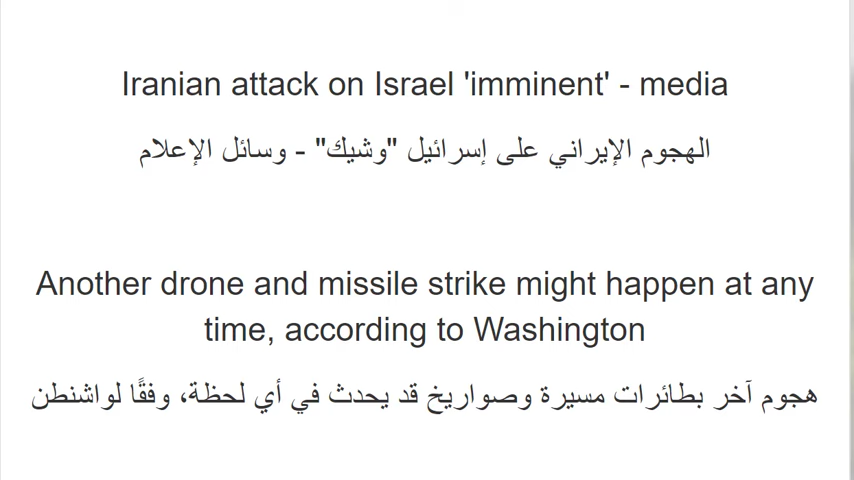 Iranian attack on Israel 'imminent' - media
الهجوم الإيراني على إسرائيل "وشيك" - وسائل الإعلام
Another drone and missile strike might happen at any
time, according to Washington
هجوم آخر بطائرات مسيرة وصواريخ قد يحدث في أي لحظة، وفقًا لواشنطن